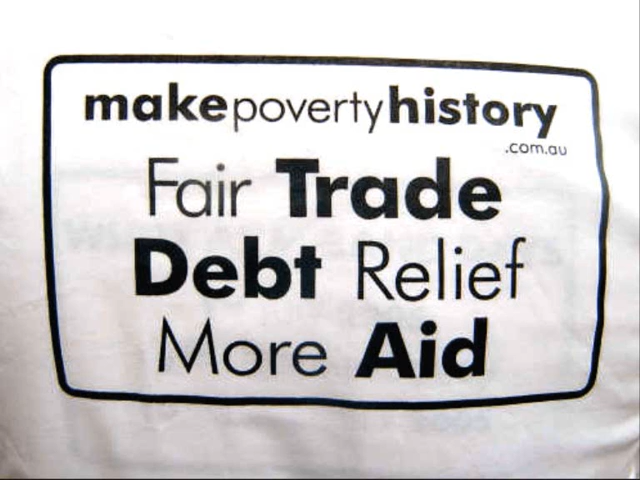 makepovertyhistory
.com.au
Fair Trade
Debt Relief
More Aid